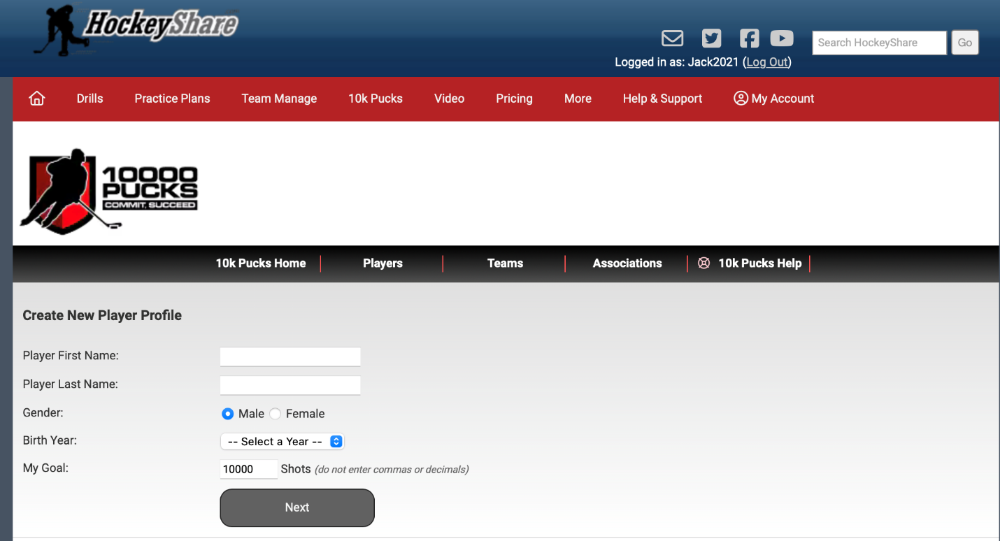 HockeyShare
Search HockeyShare
Go
Logged in as: Jack2021 (Log Out)
Drills
Practice Plans
Team Manage
10k Pucks
Video
Pricing
More
Help & Support
My Account
10000
PUCKS
COMMIT, SUCCEED
10k Pucks Home
Players
Teams
Associations
10k Pucks Help
Create New Player Profile
Player First Name:
Player Last Name:
Gender:
Male
Female
Birth Year:
-- Select a Year --
My Goal:
10000 Shots (do not enter commas or decimals)
Next